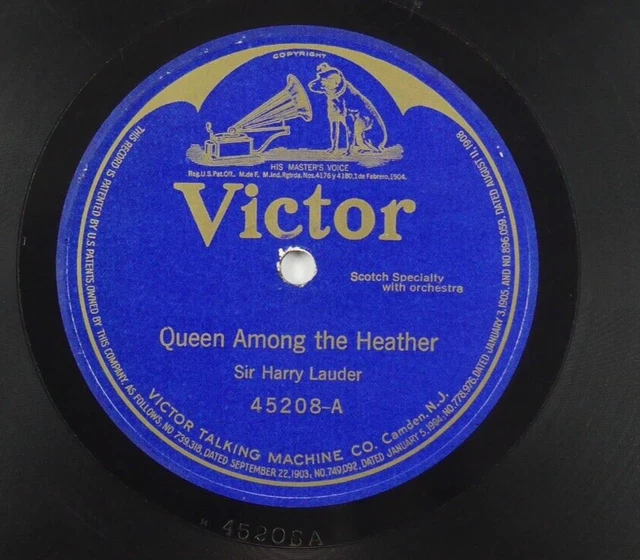 COPYRIGHT
HIS MASTER'S VOICE
Reg.U.S.Pat.Off. M.de F. M.Ind.Rgtrda.Nos.4176 y 4180,1 de Febrero,1904.
Victor
Scotch Specialty
with orchestra
Queen Among the Heather
Sir Harry Lauder
45208-A
VICTOR TALKING MACHINE CO. Camden, N.J.
THIS RECORD IS PATENTED BY U.S. PATENTS, OWNED BY THIS COMPANY, AS FOLLOWS: NO.739,318, DATED SEPTEMBER 22,1903; NO.749,092, DATED JANUARY 5, 1904; NO.778,976, DATED JANUARY 3,1905, AND NO.896,059, DATED AUGUST 11, 1908
45208A